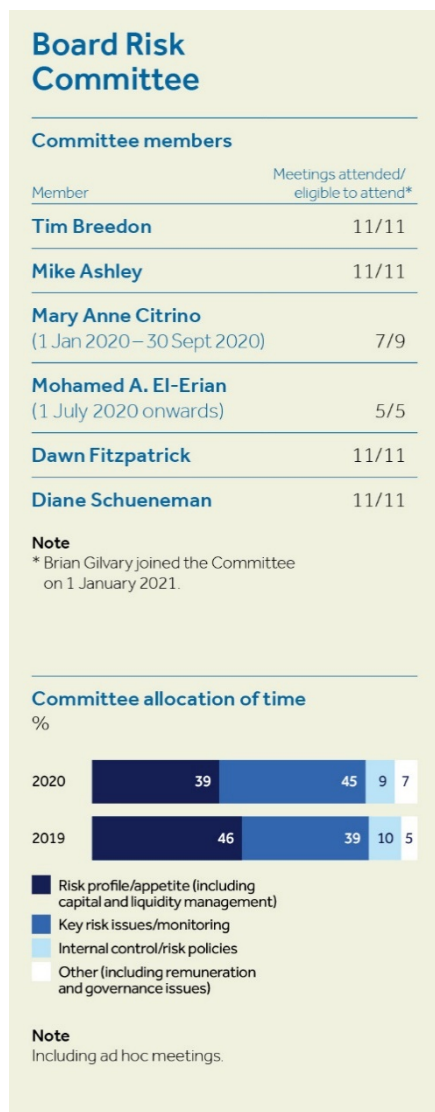 Board Risk
Committee
Committee members
Member
Meetings attended/
eligible to attend*
Tim Breedon 11/11
Mike Ashley 11/11
Mary Anne Citrino
(1 Jan 2020 – 30 Sept 2020) 7/9
Mohamed A. El-Erian
(1 July 2020 onwards) 5/5
Dawn Fitzpatrick 11/11
Diane Schueneman 11/11
Note
* Brian Gilvary joined the Committee
on 1 January 2021.
Committee allocation of time
%
2020 39 45 9 7
2019 46 39 10 5
Risk profile/appetite (including
capital and liquidity management)
Key risk issues/monitoring
Internal control/risk policies
Other (including remuneration
and governance issues)
Note
Including ad hoc meetings.